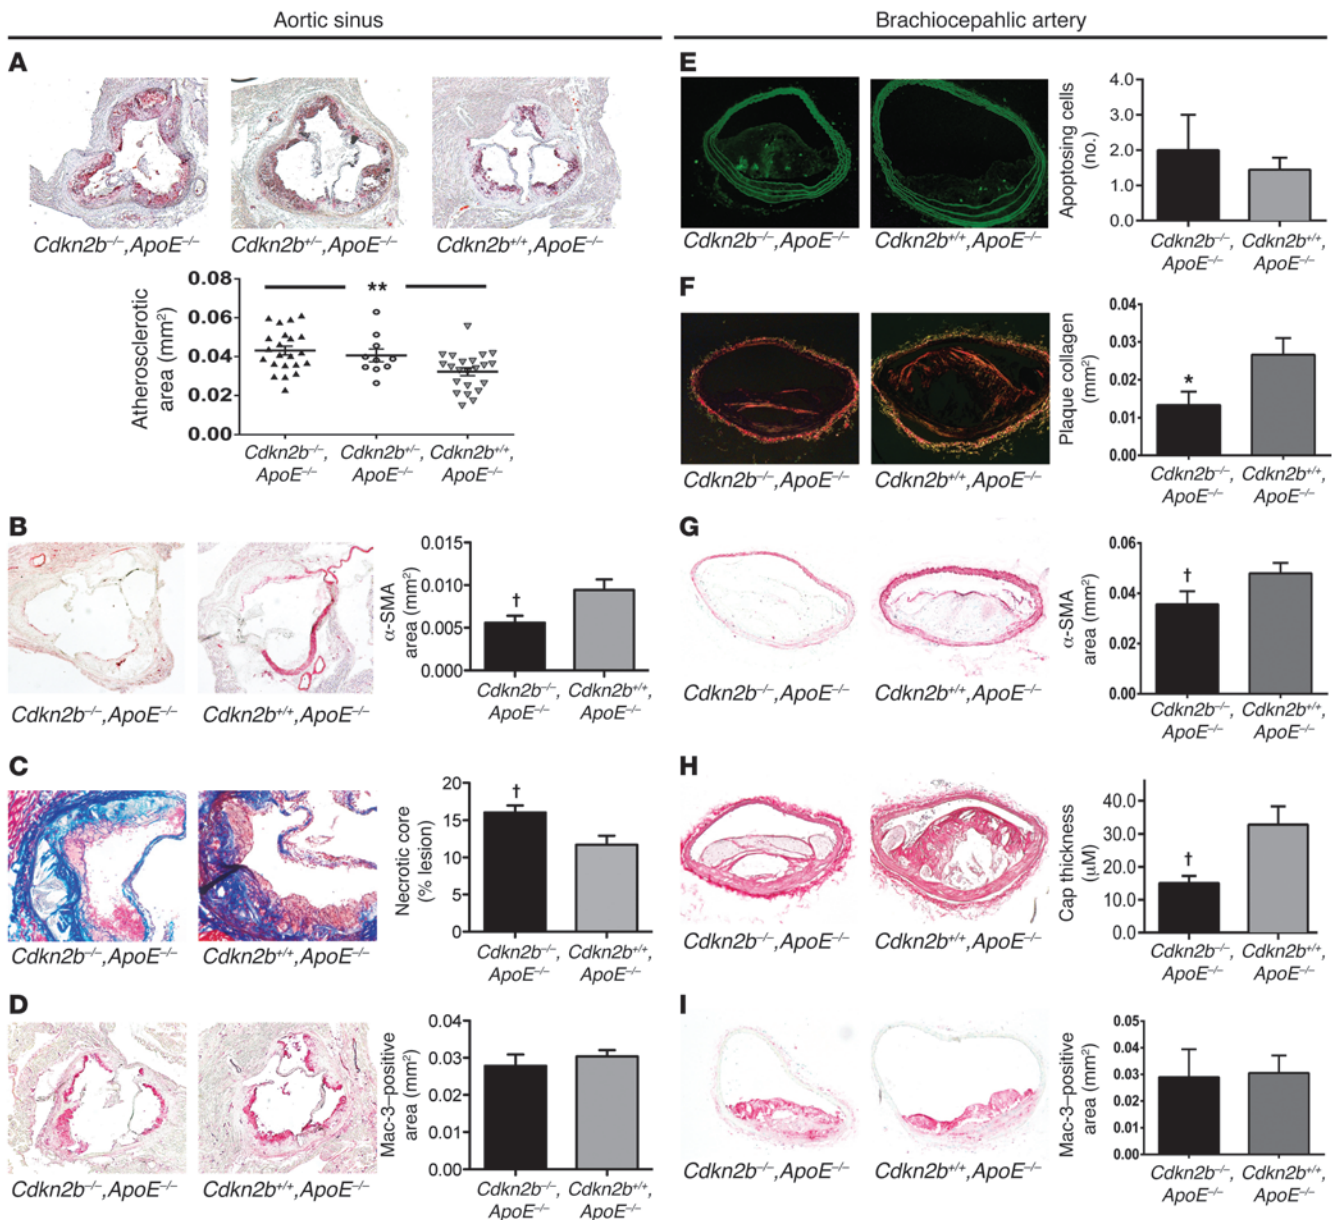 Aortic sinus
Brachiocepahlic artery
A
Cdkn2b–/–,ApoE–/–
Cdkn2b+/–,ApoE–/–
Cdkn2b+/+,ApoE–/–
Atherosclerotic
area (mm²)
0.08
0.06
0.04
0.02
0.00
**
Cdkn2b–/–,
ApoE–/–
Cdkn2b+/–,
ApoE–/–
Cdkn2b+/+,
ApoE–/–
B
Cdkn2b–/–,ApoE–/–
Cdkn2b+/+,ApoE–/–
α-SMA
area (mm²)
0.015
0.010
0.005
0.000
†
Cdkn2b–/–,
ApoE–/–
Cdkn2b+/+,
ApoE–/–
C
Cdkn2b–/–,ApoE–/–
Cdkn2b+/+,ApoE–/–
Necrotic core
(% lesion)
20
15
10
5
0
†
Cdkn2b–/–,
ApoE–/–
Cdkn2b+/+,
ApoE–/–
D
Cdkn2b–/–,ApoE–/–
Cdkn2b+/+,ApoE–/–
Mac-3–positive
area (mm²)
0.04
0.03
0.02
0.01
0.00
Cdkn2b–/–,
ApoE–/–
Cdkn2b+/+,
ApoE–/–
E
Cdkn2b–/–,ApoE–/–
Cdkn2b+/+,ApoE–/–
Apoptosing cells
(no.)
4.0
3.0
2.0
1.0
0.0
Cdkn2b–/–,
ApoE–/–
Cdkn2b+/+,
ApoE–/–
F
Cdkn2b–/–,ApoE–/–
Cdkn2b+/+,ApoE–/–
Plaque collagen
(mm²)
0.04
0.03
0.02
0.01
0.00
*
Cdkn2b–/–,
ApoE–/–
Cdkn2b+/+,
ApoE–/–
G
Cdkn2b–/–,ApoE–/–
Cdkn2b+/+,ApoE–/–
α-SMA
area (mm²)
0.06
0.04
0.02
0.00
†
Cdkn2b–/–,
ApoE–/–
Cdkn2b+/+,
ApoE–/–
H
Cdkn2b–/–,ApoE–/–
Cdkn2b+/+,ApoE–/–
Cap thickness
(µM)
40.0
30.0
20.0
10.0
0.0
†
Cdkn2b–/–,
ApoE–/–
Cdkn2b+/+,
ApoE–/–
I
Cdkn2b–/–,ApoE–/–
Cdkn2b+/+,ApoE–/–
Mac-3–positive
area (mm²)
0.05
0.04
0.03
0.02
0.01
0.00
Cdkn2b–/–,
ApoE–/–
Cdkn2b+/+,
ApoE–/–